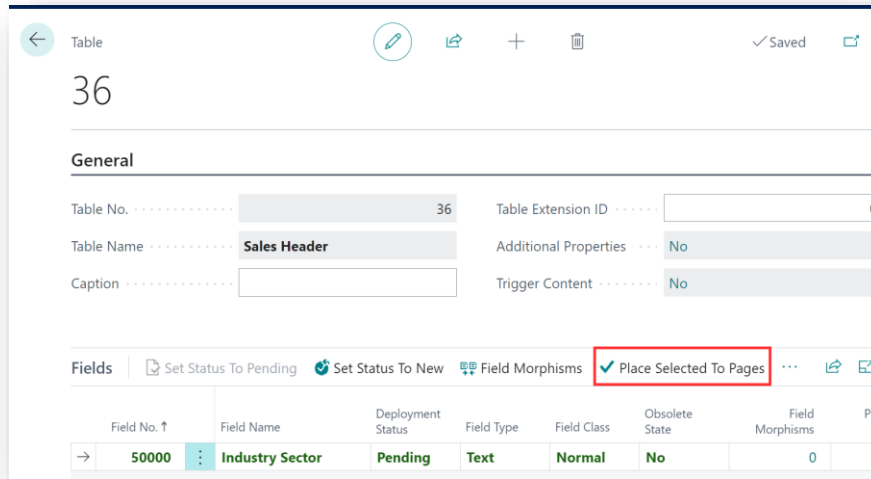 Table
Saved
36
General
Table No. 36 Table Extension ID
Table Name Sales Header Additional Properties No
Caption Trigger Content No
Fields Set Status To Pending Set Status To New Field Morphisms Place Selected To Pages
Field No. ↑ Field Name Deployment Status Field Type Field Class Obsolete State Field Morphisms
50000 Industry Sector Pending Text Normal No 0